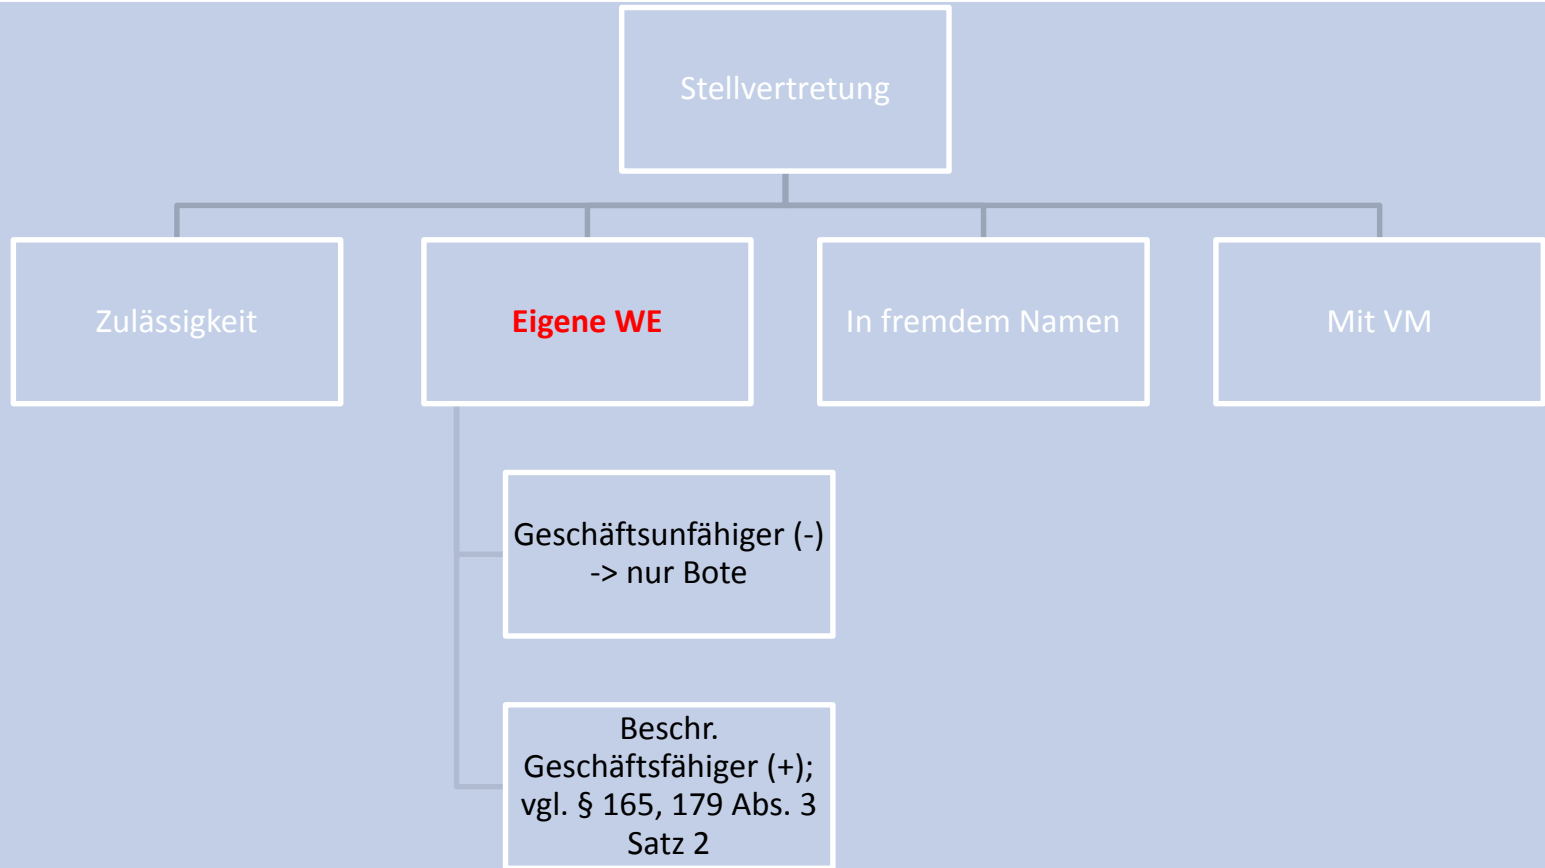 Stellvertretung
Zulässigkeit
Eigene WE
In fremdem Namen
Mit VM
Geschäftsunfähiger (-)
-> nur Bote
Beschr.
Geschäftsfähiger (+);
vgl. § 165, 179 Abs. 3
Satz 2